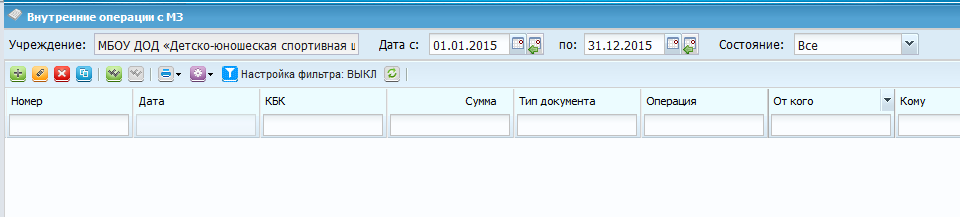 Внутренние операции с МЗ
Учреждение: МБОУ ДОД «Детско-юношеская спортивная ш Дата с: 01.01.2015 по: 31.12.2015 Состояние: Все
Настройка фильтра: ВЫКЛ
Номер Дата КБК Сумма Тип документа Операция От кого Кому